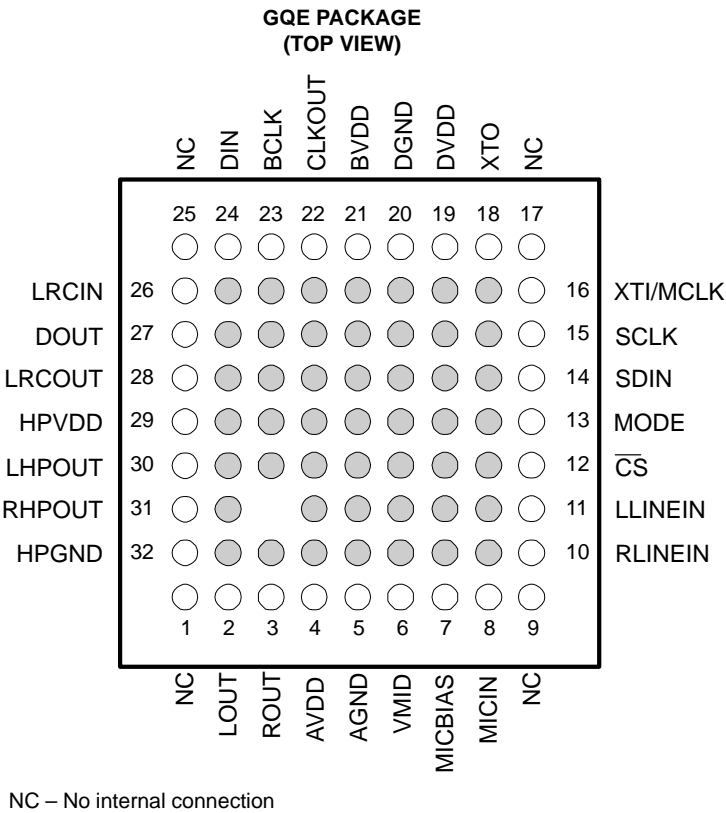 GQE PACKAGE
(TOP VIEW)
NC DIN BCLK CLKOUT BVDD DGND DVDD XTO NC
25 24 23 22 21 20 19 18 17
LRCIN 26 16 XTI/MCLK
DOUT 27 15 SCLK
LRCOUT 28 14 SDIN
HPVDD 29 13 MODE
LHPOUT 30 12 CS
RHPOUT 31 11 LLINEIN
HPGND 32 10 RLINEIN
1 2 3 4 5 6 7 8 9
NC LOUT ROUT AVDD AGND VMID MICBIAS MICIN NC
NC – No internal connection